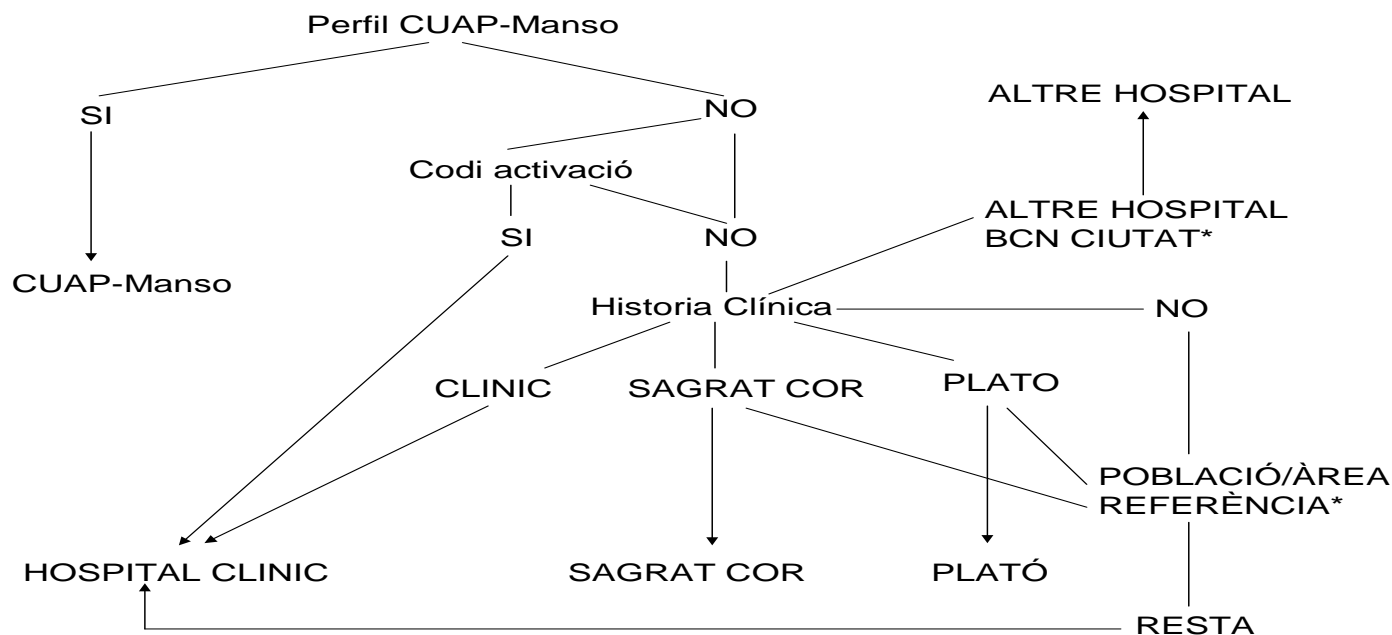 Perfil CUAP-Manso
SI
NO
ALTRE HOSPITAL
Codi activació
ALTRE HOSPITAL
BCN CIUTAT*
SI
NO
CUAP-Manso
Historia Clínica
NO
CLINIC
SAGRAT COR
PLATO
POBLACIÓ/ÀREA
REFERÈNCIA*
HOSPITAL CLINIC
SAGRAT COR
PLATÓ
RESTA